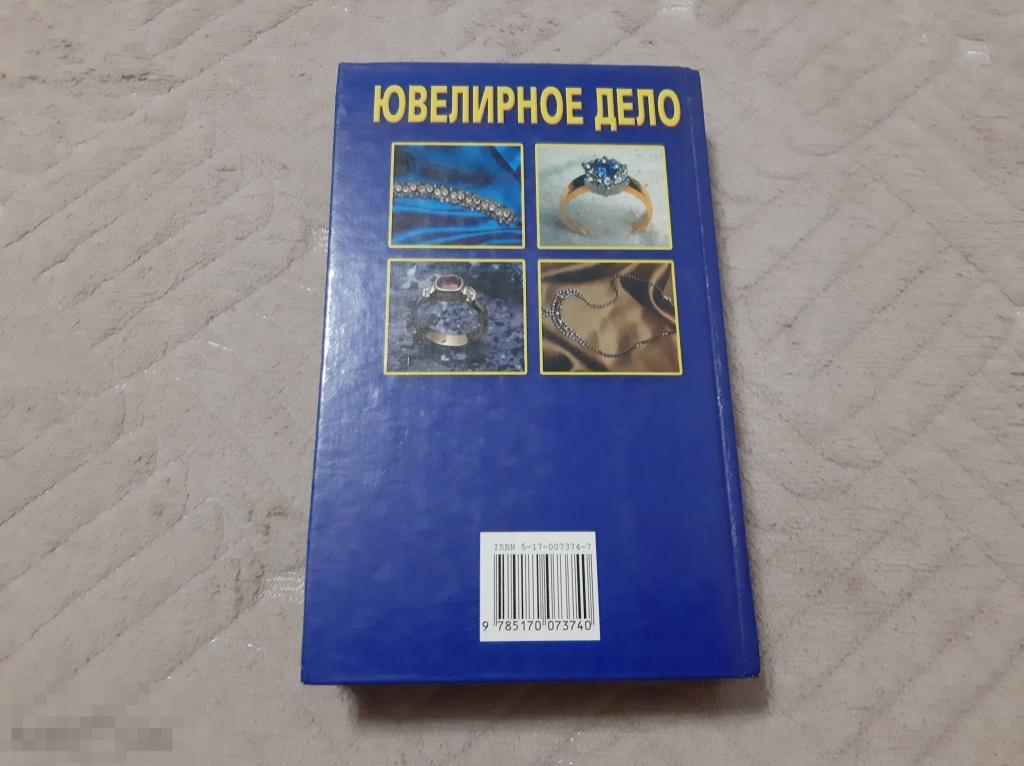 ЮВЕЛИРНОЕ ДЕЛО
ISBN 5-17-007374-7
9 785170 073740